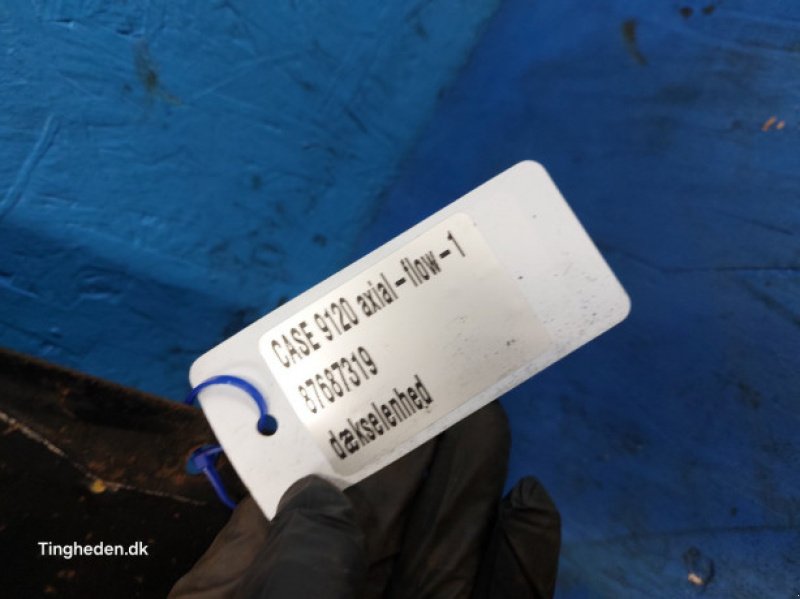 CASE 9120 axial-flow-1
87687319
dækselenhed
Tingheden.dk